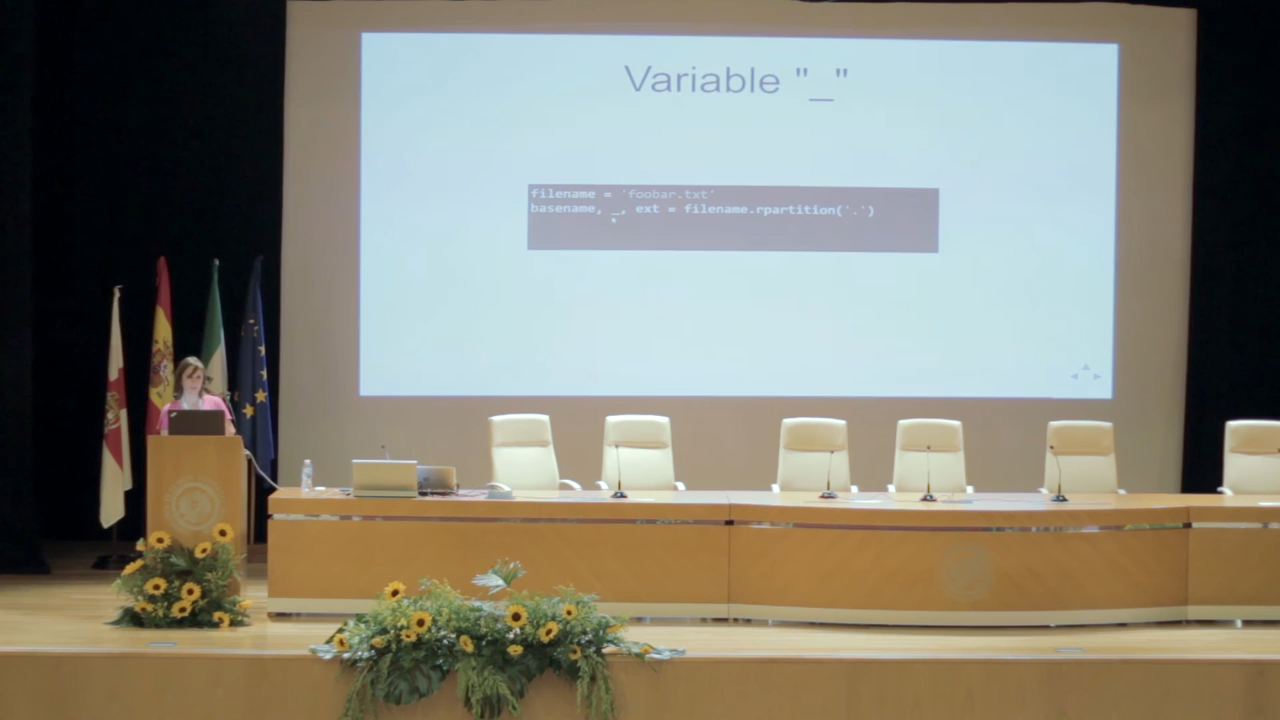 Variable "_"
filename = 'foobar.txt'
basename, _, ext = filename.rpartition('.')